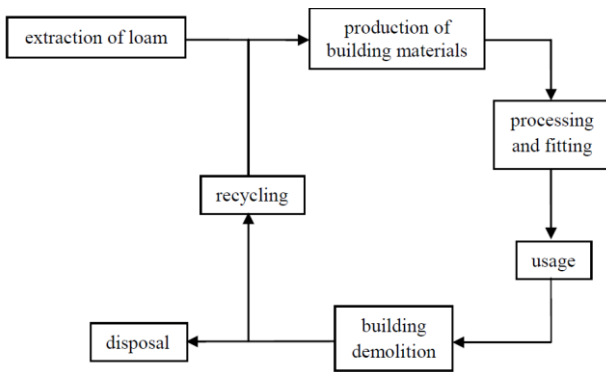 extraction of loam
production of
building materials
processing
and fitting
recycling
usage
building
demolition
disposal